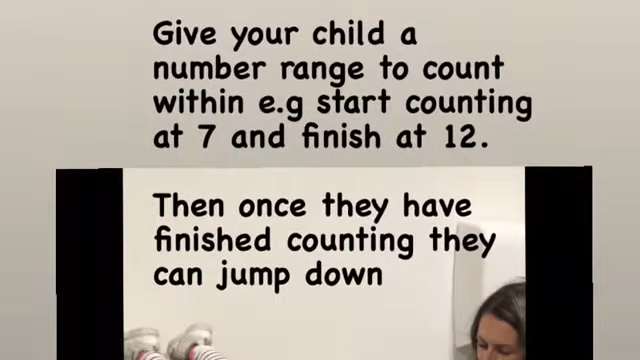 Give your child a
number range to count
within e.g start counting
at 7 and finish at 12.
Then once they have
finished counting they
can jump down